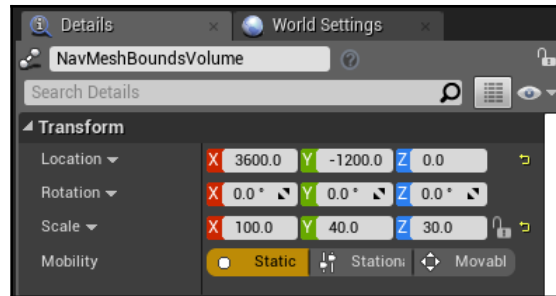 Details × World Settings ×
NavMeshBoundsVolume
Search Details
Transform
Location X 3600.0 Y -1200.0 Z 0.0
Rotation X 0.0 ° Y 0.0 ° Z 0.0 °
Scale X 100.0 Y 40.0 Z 30.0
Mobility Static Station Movabl